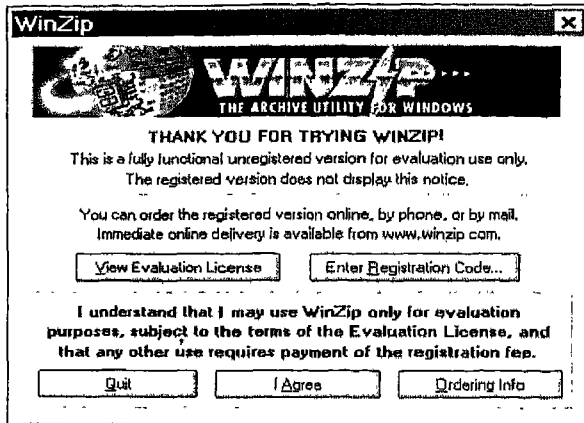 WinZip
WINZIP
THE ARCHIVE UTILITY FOR WINDOWS
THANK YOU FOR TRYING WINZIP!
This is a fully functional unregistered version for evaluation use only.
The registered version does not display this notice.
You can order the registered version online, by phone, or by mail.
Immediate online delivery is available from www.winzip.com.
View Evaluation License Enter Registration Code...
I understand that I may use WinZip only for evaluation
purposes, subject to the terms of the Evaluation License, and
that any other use requires payment of the registration fee.
Quit I Agree Ordering Info